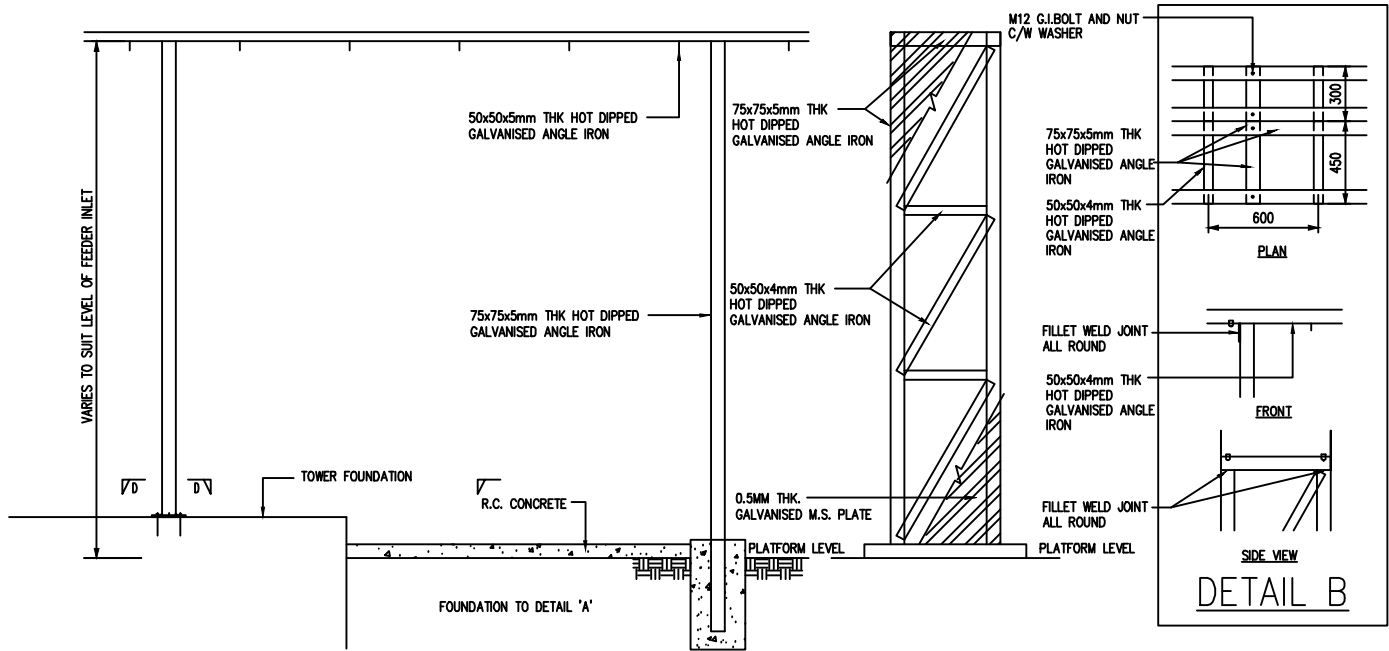 VARIES TO SUIT LEVEL OF FEEDER INLET
50x50x5mm THK HOT DIPPED
GALVANISED ANGLE IRON
75x75x5mm THK HOT DIPPED
GALVANISED ANGLE IRON
TOWER FOUNDATION
D
D
R.C. CONCRETE
FOUNDATION TO DETAIL 'A'
PLATFORM LEVEL
75x75x5mm THK
HOT DIPPED
GALVANISED ANGLE IRON
50x50x4mm THK
HOT DIPPED
GALVANISED ANGLE IRON
0.5MM THK.
GALVANISED M.S. PLATE
PLATFORM LEVEL
M12 G.I.BOLT AND NUT
C/W WASHER
75x75x5mm THK
HOT DIPPED
GALVANISED ANGLE
IRON
50x50x4mm THK
HOT DIPPED
GALVANISED ANGLE
IRON
300
450
600
PLAN
FILLET WELD JOINT
ALL ROUND
50x50x4mm THK
HOT DIPPED
GALVANISED ANGLE
IRON
FRONT
FILLET WELD JOINT
ALL ROUND
SIDE VIEW
DETAIL B